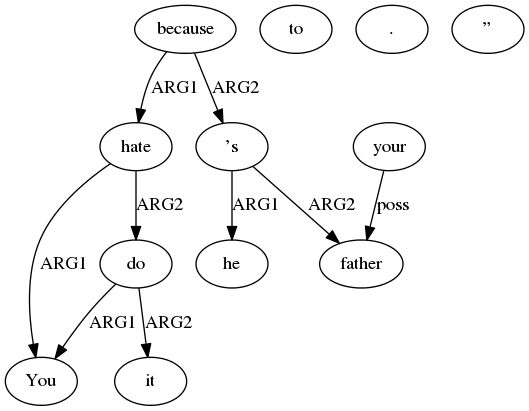 because to . ”
ARG1 ARG2
hate ’s your
ARG1 ARG2 ARG1 ARG2 poss
do he father
ARG1 ARG2
You it